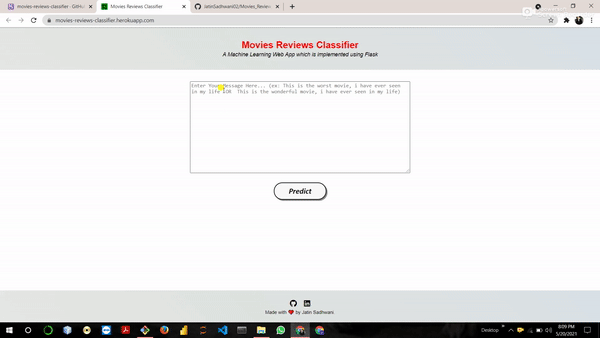 movies-reviews-classifier - GitH
Movies Reviews Classifier
JatinSadhwani02/Movies_Review
movies-reviews-classifier.herokuapp.com
Movies Reviews Classifier
A Machine Learning Web App which is implemented using Flask
Enter Your Message Here... (ex: This is the worst movie, i have ever seen
in my life OR This is the wonderful movie, i have ever seen in my life)
Predict
Made with ❤ by Jatin Sadhwani
Desktop
8:09 PM
5/20/2021